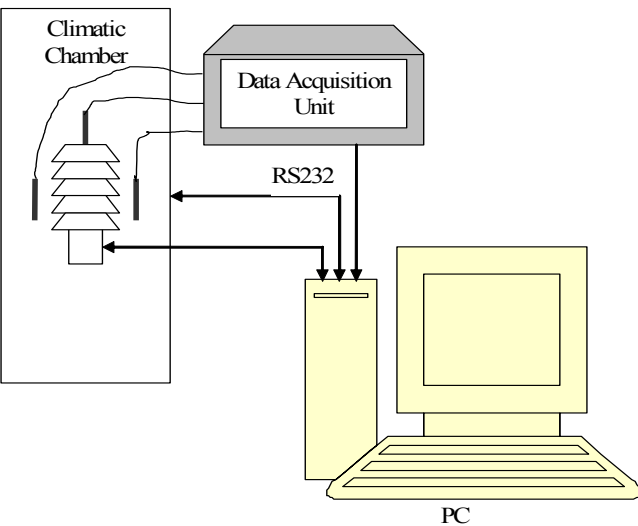 Climatic
Chamber
Data Acquisition
Unit
RS232
PC